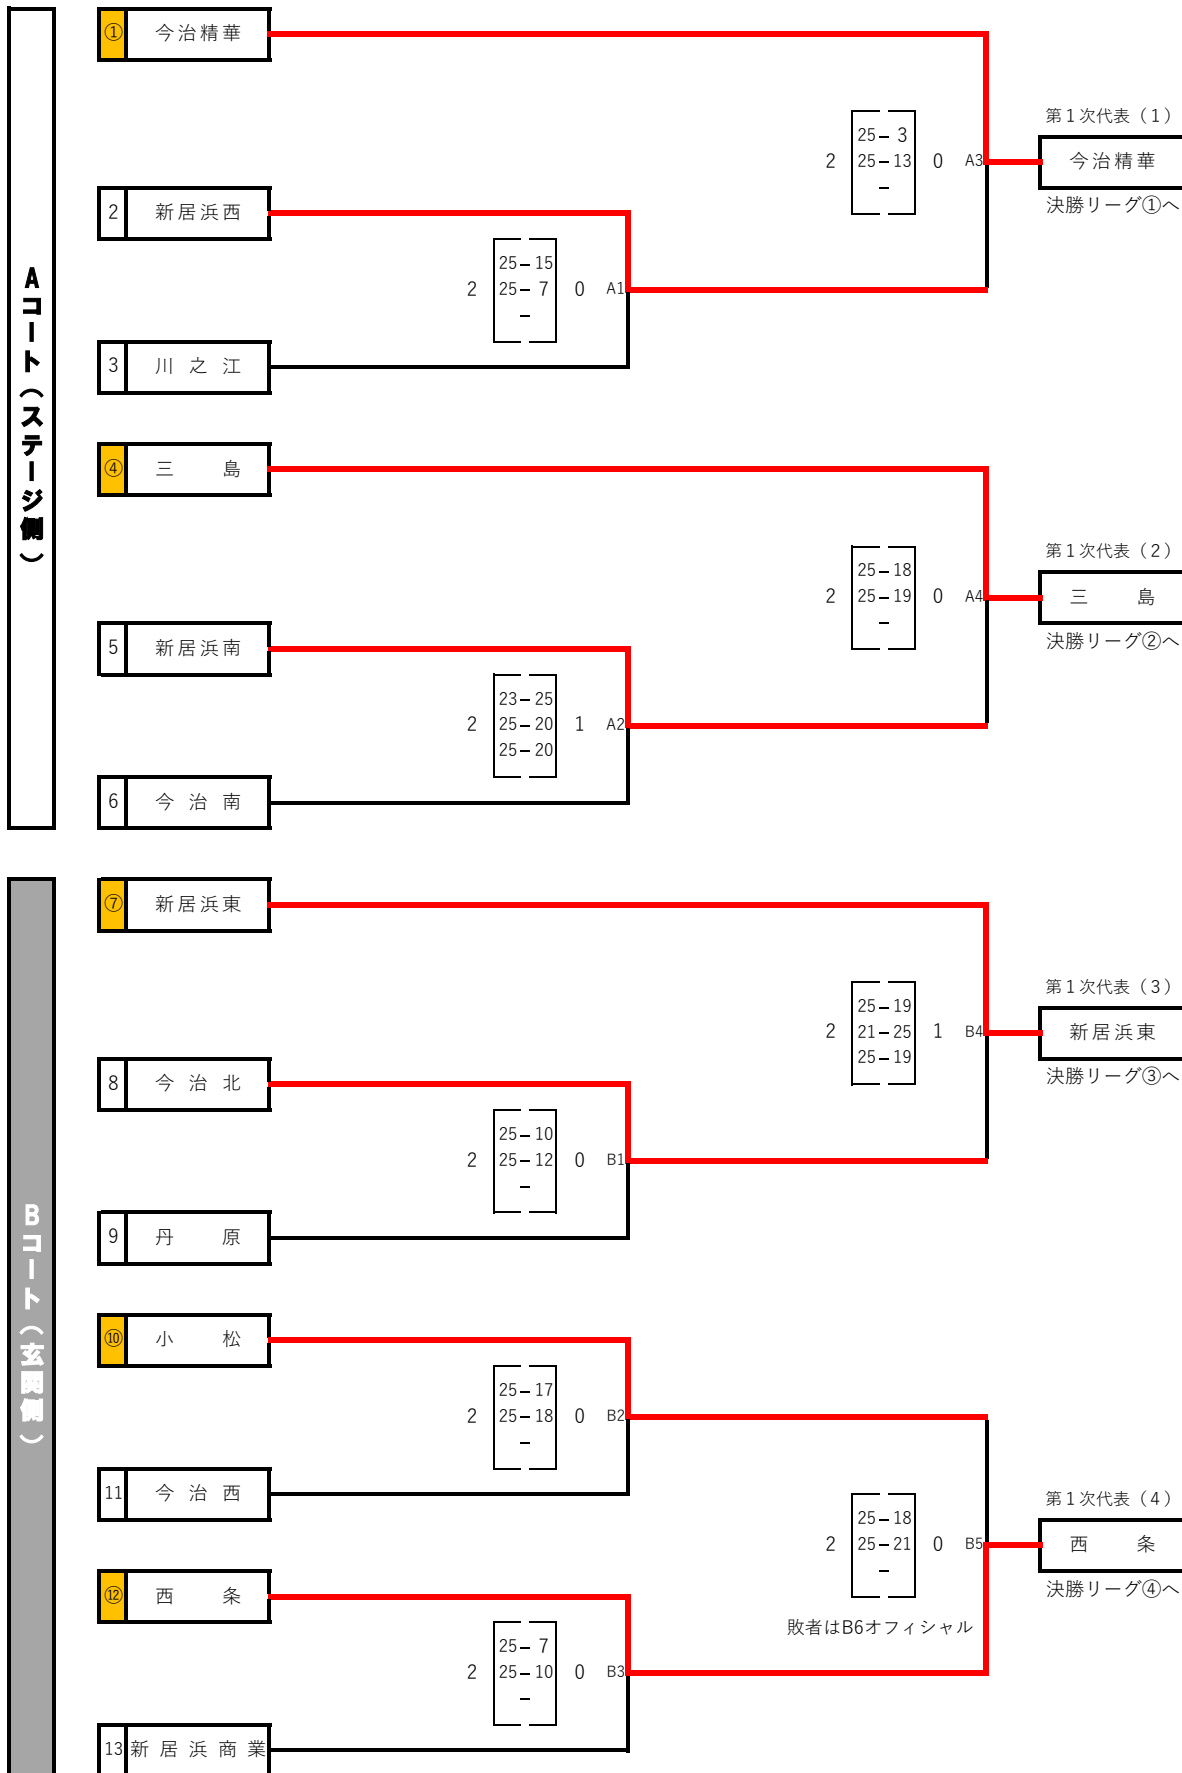 Aコート（ステージ側）
① 今治精華
第１次代表（1）
25－3
2 25－13 0 A3 今治精華
－
決勝リーグ①へ
2 新居浜西
25－15
2 25－7 0 A1
－
3 川之江
④ 三島
第１次代表（2）
25－18
2 25－19 0 A4 三島
－
決勝リーグ②へ
5 新居浜南
23－25
2 25－20 1 A2
25－20
6 今治南
Bコート（玄関側）
⑦ 新居浜東
第１次代表（3）
25－19
2 21－25 1 B4 新居浜東
25－19
決勝リーグ③へ
8 今治北
25－10
2 25－12 0 B1
－
9 丹原
⑩ 小松
25－17
2 25－18 0 B2
－
11 今治西
第１次代表（4）
25－18
2 25－21 0 B5 西条
－
決勝リーグ④へ
敗者はB6オフィシャル
⑫ 西条
25－7
2 25－10 0 B3
－
13 新居浜商業